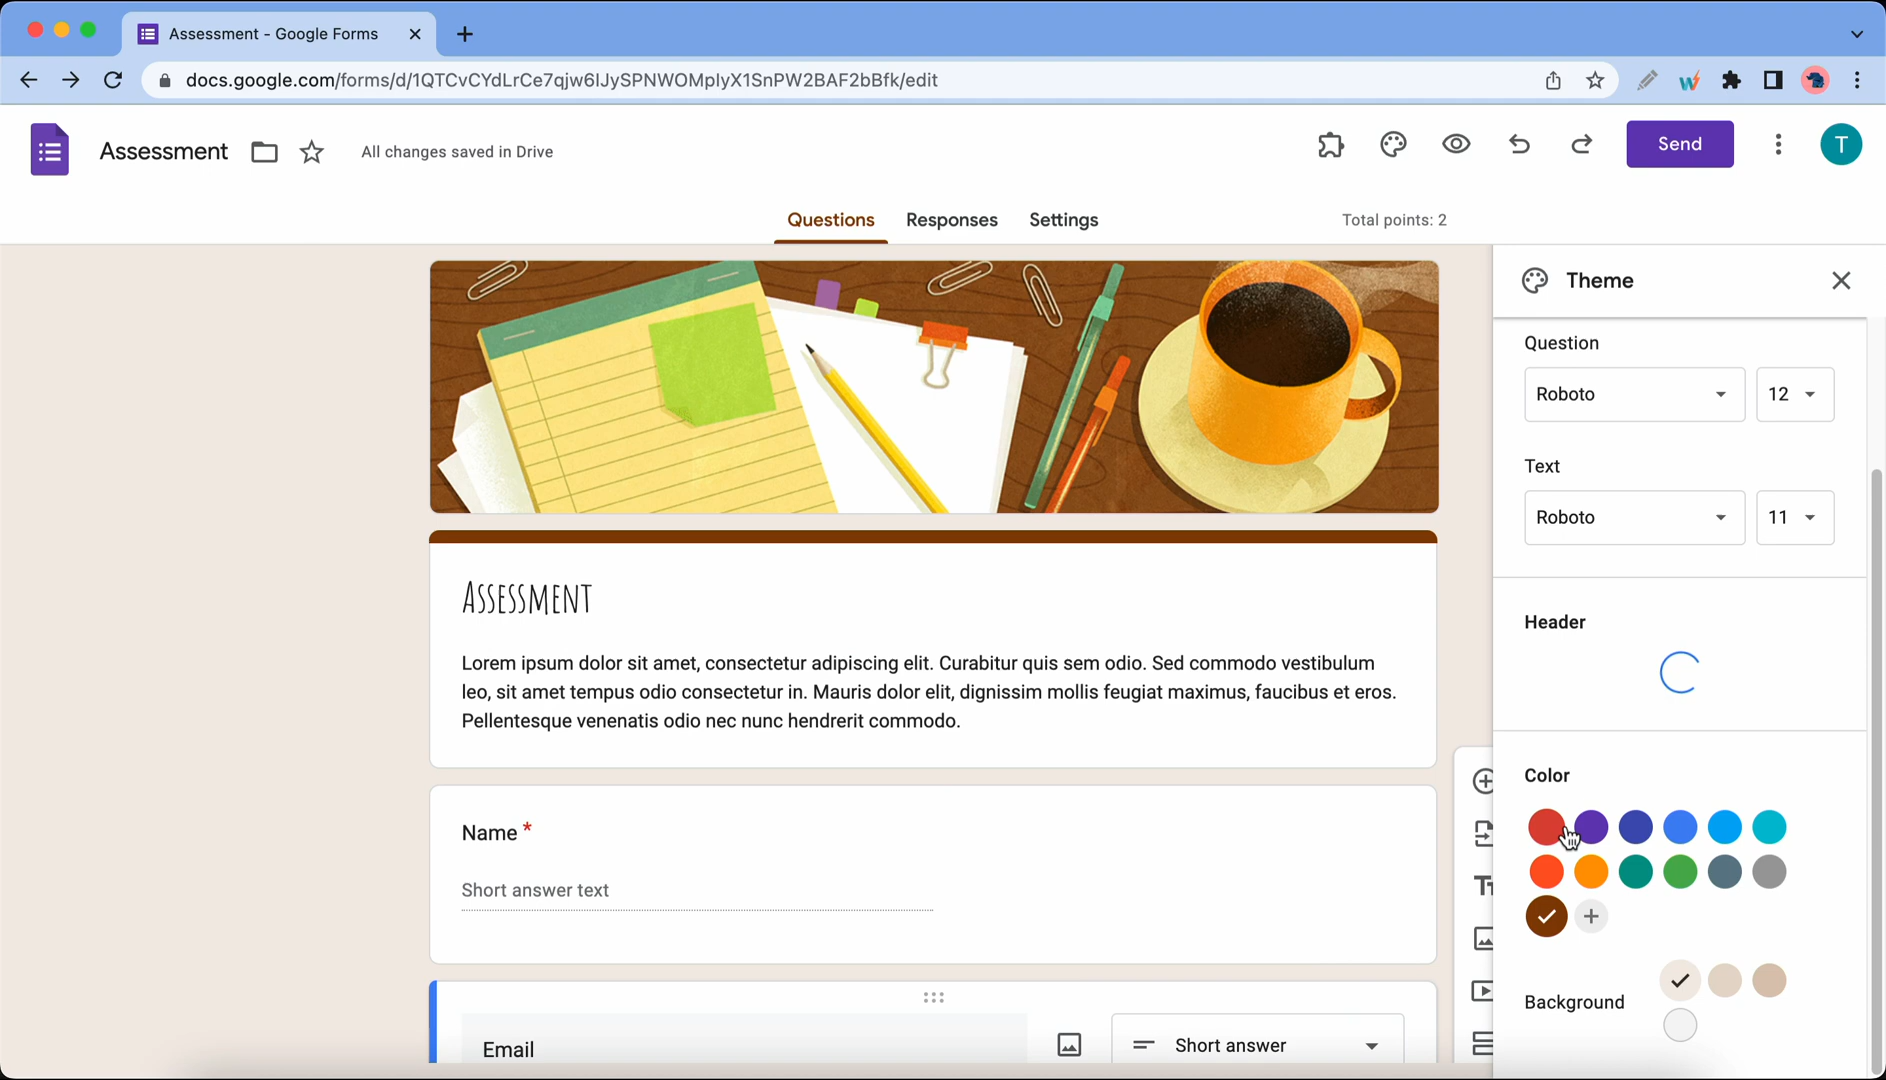 Assessment - Google Forms
docs.google.com/forms/d/1QTCvCYdLrCe7qjw6IJySPNWOMpIyX1SnPW2BAF2bBfk/edit
Assessment
All changes saved in Drive
Send
T
Questions
Responses
Settings
Total points: 2
Theme
Question
Roboto
12
Text
Roboto
11
Header
Color
Background
Assessment
Lorem ipsum dolor sit amet, consectetur adipiscing elit. Curabitur quis sem odio. Sed commodo vestibulum
leo, sit amet tempus odio consectetur in. Mauris dolor elit, dignissim mollis feugiat maximus, faucibus et eros.
Pellentesque venenatis odio nec nunc hendrerit commodo.
Name *
Short answer text
Email
Short answer